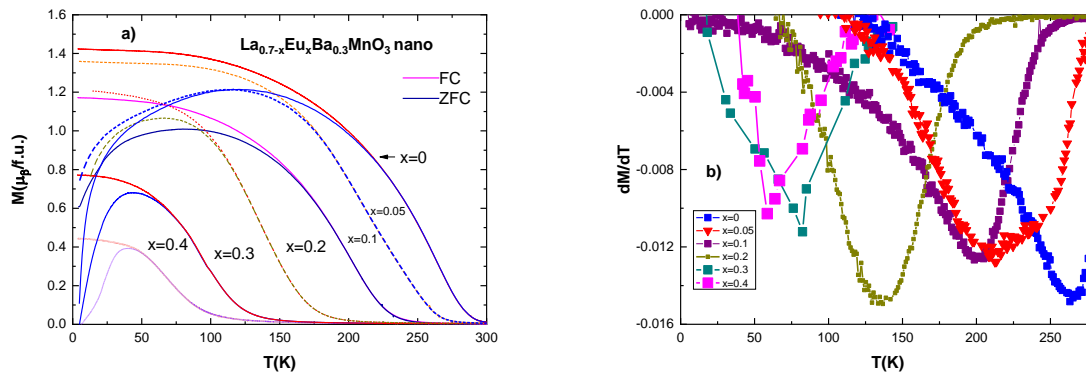 a)
La0.7-xEuxBa0.3MnO3 nano
FC
ZFC
x=0
x=0.05
x=0.1
x=0.2
x=0.3
x=0.4
M(μβ/f.u.)
1.6
1.4
1.2
1.0
0.8
0.6
0.4
0.2
0.0
0 50 100 150 200 250 300
T(K)
b)
dM/dT
0.000
-0.004
-0.008
-0.012
-0.016
x=0
x=0.05
x=0.1
x=0.2
x=0.3
x=0.4
0 50 100 150 200 250
T(K)